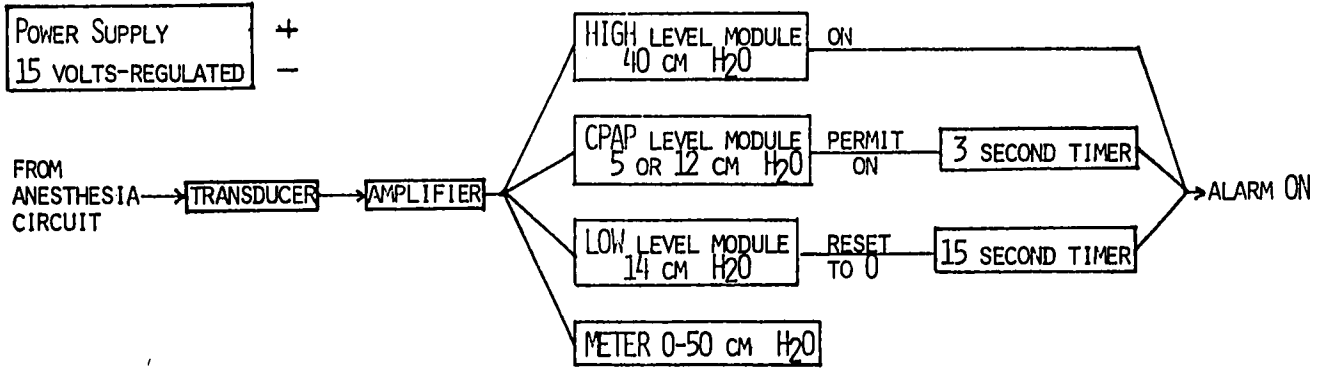 POWER SUPPLY +
15 VOLTS-REGULATED −
FROM
ANESTHESIA
CIRCUIT
TRANSDUCER
AMPLIFIER
HIGH LEVEL MODULE
40 CM H2O
ON
CPAP LEVEL MODULE
5 OR 12 CM H2O
PERMIT
ON
3 SECOND TIMER
LOW LEVEL MODULE
14 CM H2O
RESET
TO 0
15 SECOND TIMER
METER 0-50 CM H2O
ALARM ON